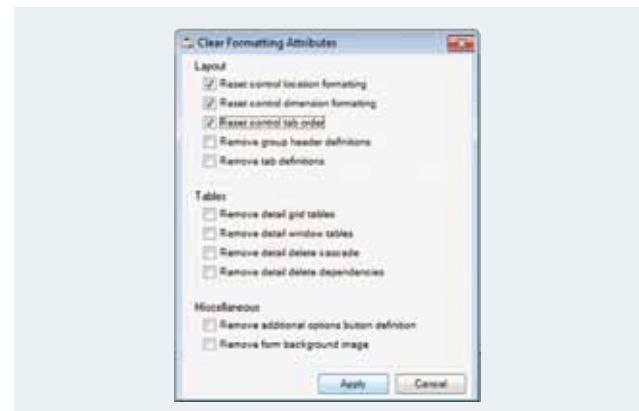 Clear Formatting Attributes
Layout
Reset control location formatting
Reset control dimension formatting
Reset control tab order
Remove group header definitions
Remove tab definitions
Tables
Remove detail grid tables
Remove detail window tables
Remove detail delete cascade
Remove detail delete dependencies
Miscellaneous
Remove additional options button definition
Remove form background image
Apply Cancel